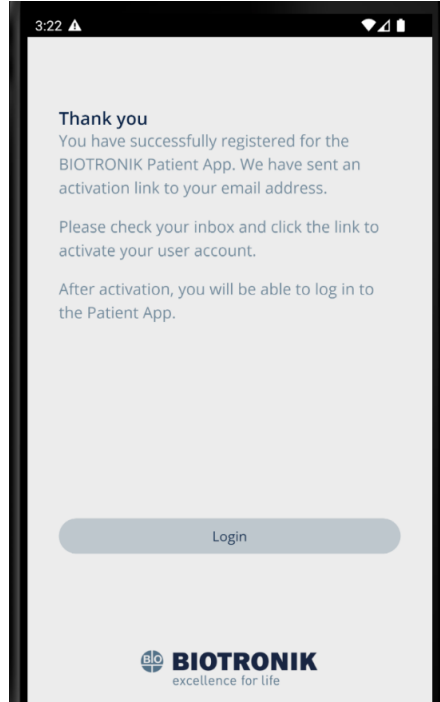 3:22
Thank you
You have successfully registered for the
BIOTRONIK Patient App. We have sent an
activation link to your email address.
Please check your inbox and click the link to
activate your user account.
After activation, you will be able to log in to
the Patient App.
Login
BIO
BIOTRONIK
excellence for life